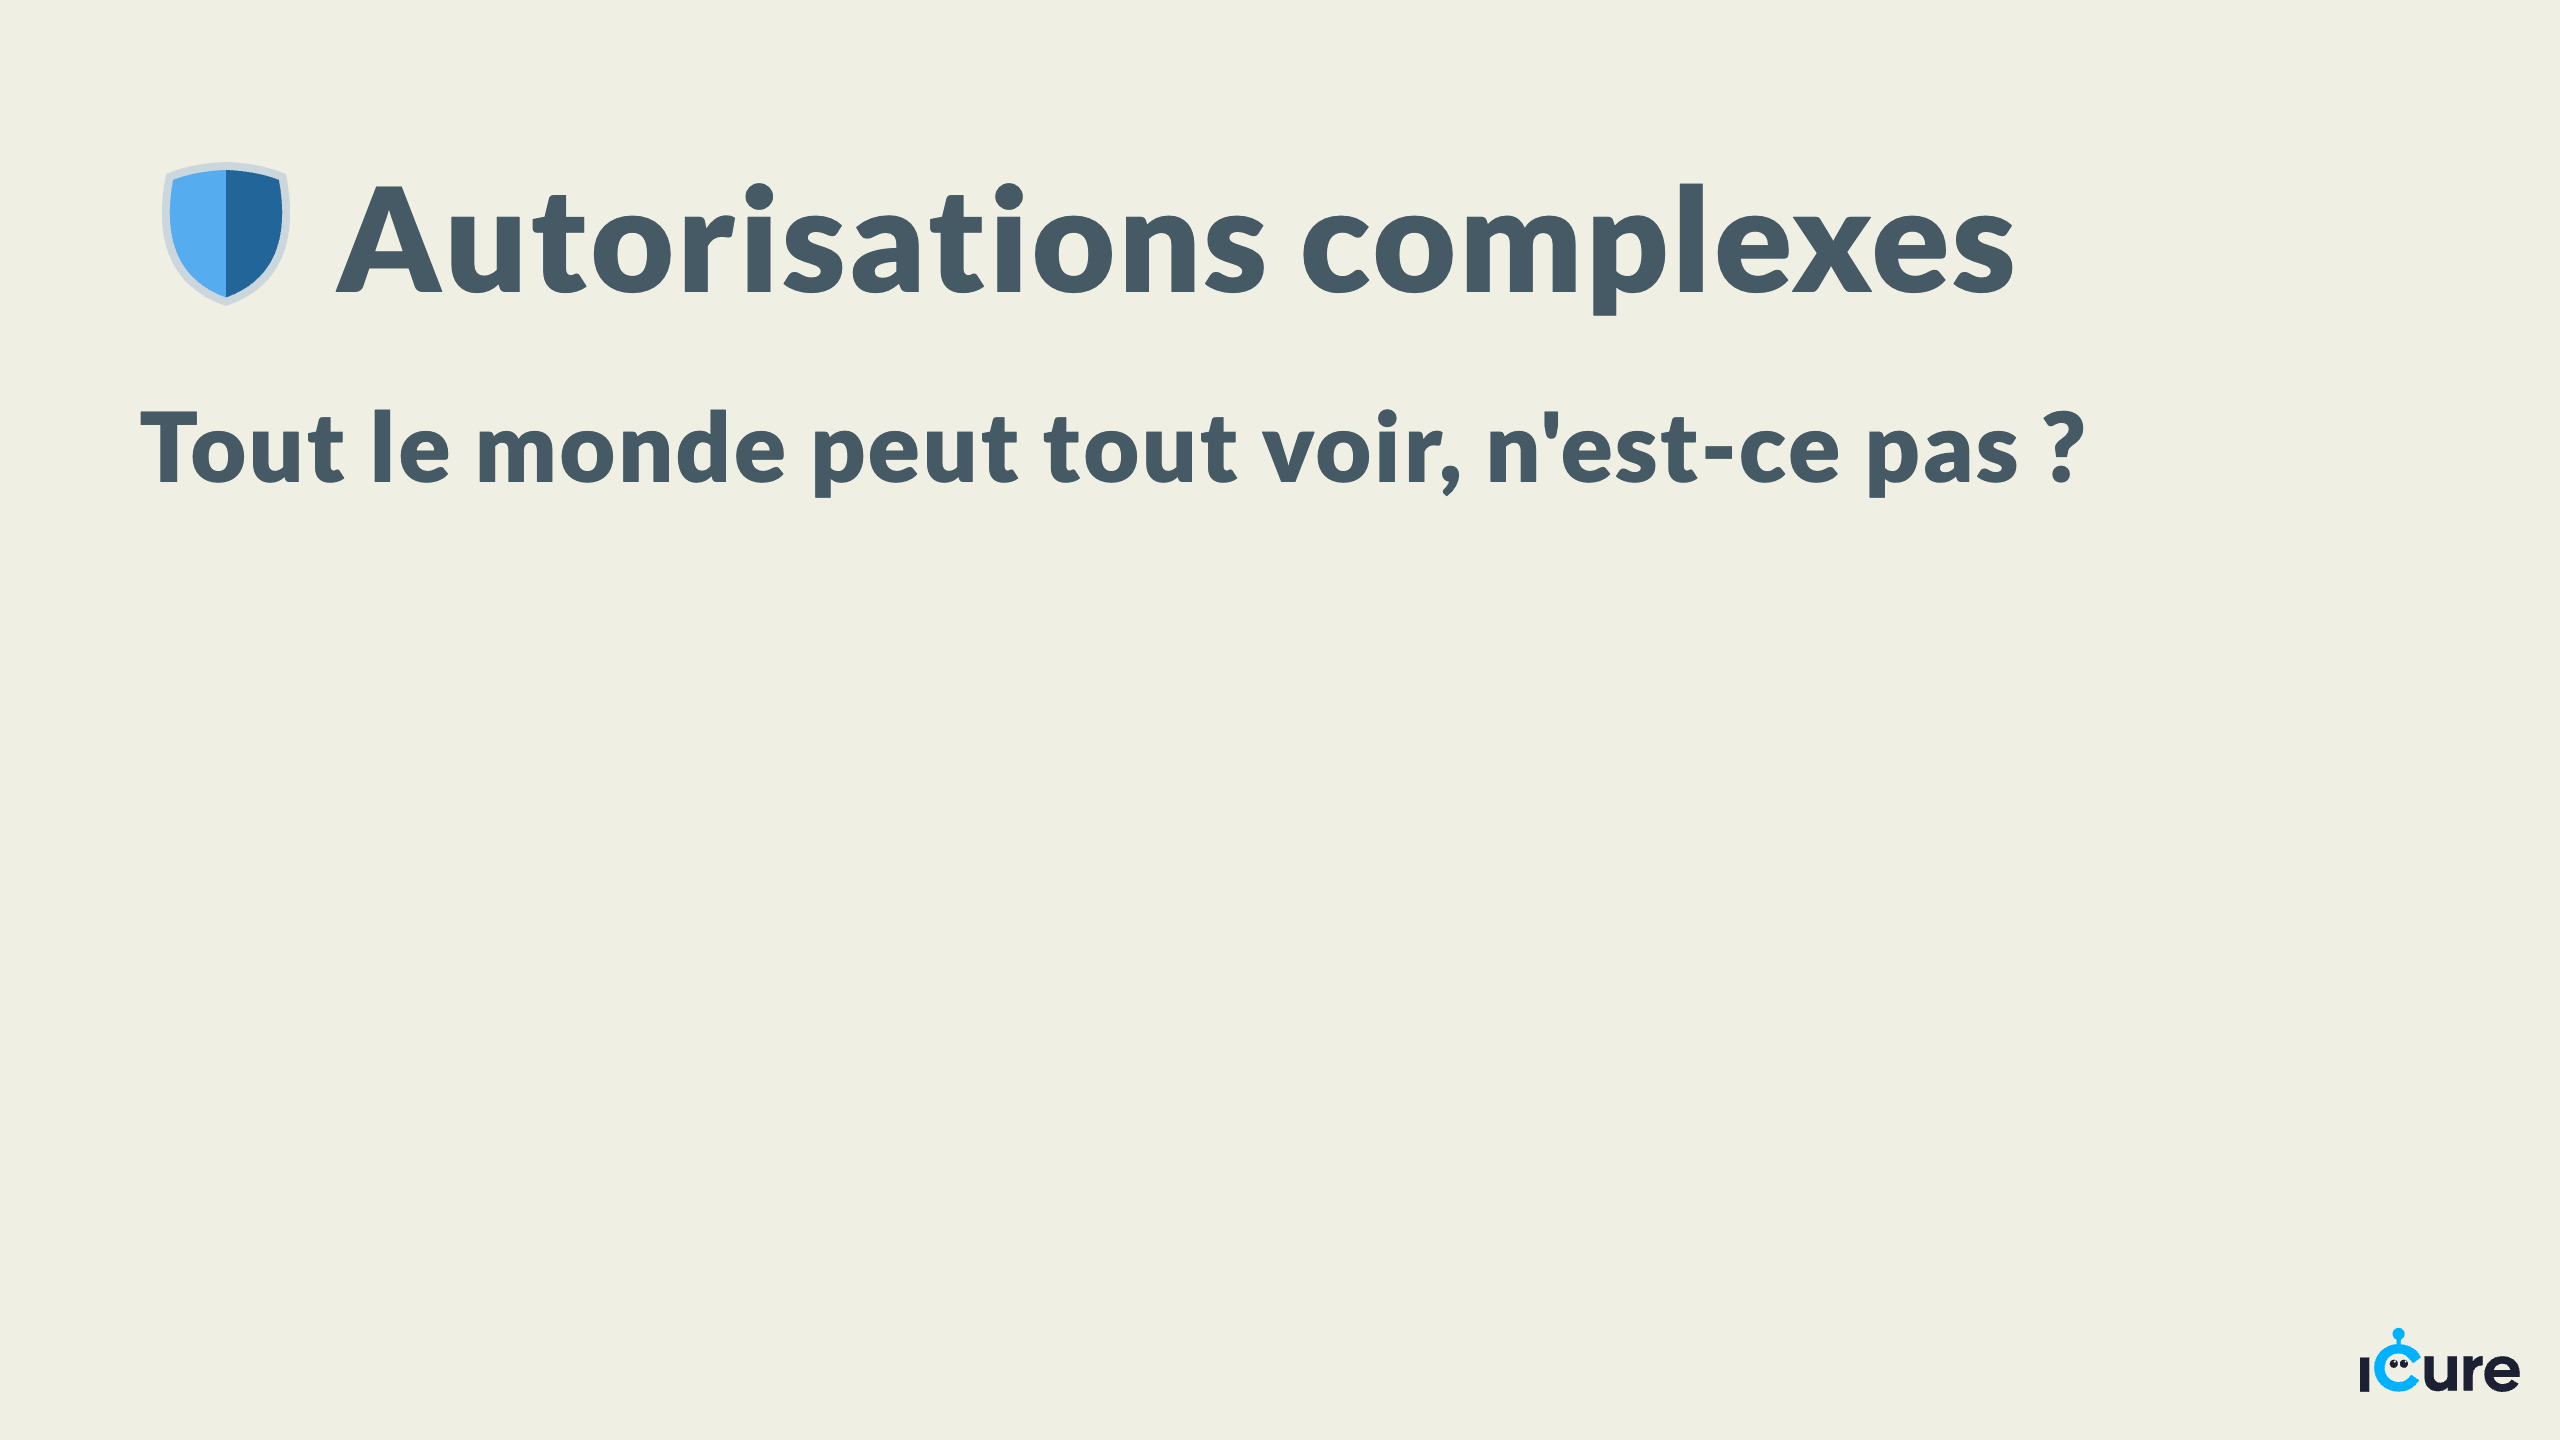 Autorisations complexes
Tout le monde peut tout voir, n'est-ce pas ?
iCure